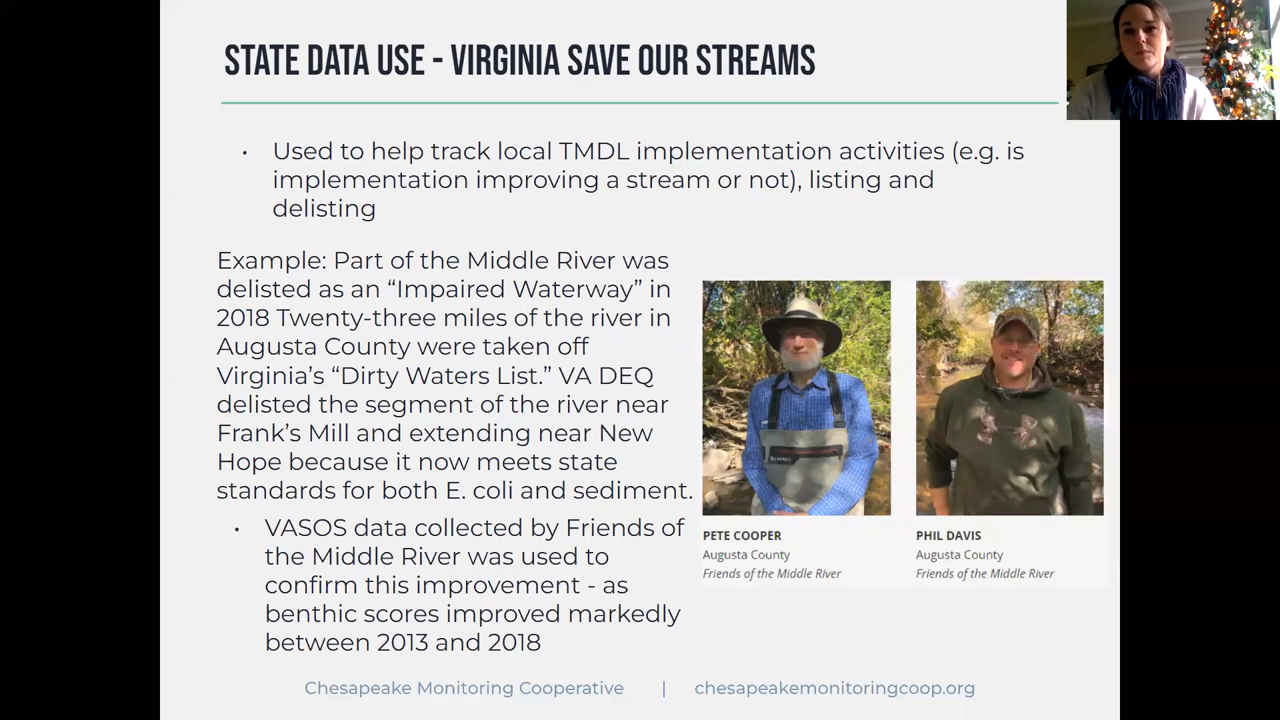 STATE DATA USE - VIRGINIA SAVE OUR STREAMS
• Used to help track local TMDL implementation activities (e.g. is
implementation improving a stream or not), listing and
delisting
Example: Part of the Middle River was
delisted as an “Impaired Waterway” in
2018 Twenty-three miles of the river in
Augusta County were taken off
Virginia’s “Dirty Waters List.” VA DEQ
delisted the segment of the river near
Frank’s Mill and extending near New
Hope because it now meets state
standards for both E. coli and sediment.
• VASOS data collected by Friends of
the Middle River was used to
confirm this improvement - as
benthic scores improved markedly
between 2013 and 2018
SIMMS
PETE COOPER
Augusta County
Friends of the Middle River
PHIL DAVIS
Augusta County
Friends of the Middle River
Chesapeake Monitoring Cooperative | chesapeakemonitoringcoop.org